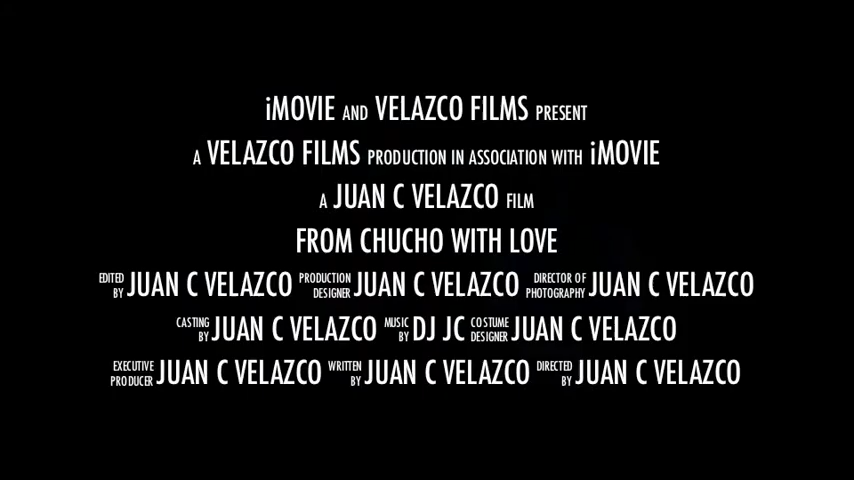 iMOVIE AND VELAZCO FILMS PRESENT
A VELAZCO FILMS PRODUCTION IN ASSOCIATION WITH iMOVIE
A JUAN C VELAZCO FILM
FROM CHUCHO WITH LOVE
EDITED BY JUAN C VELAZCO PRODUCTION DESIGNER JUAN C VELAZCO DIRECTOR OF PHOTOGRAPHY JUAN C VELAZCO
CASTING BY JUAN C VELAZCO MUSIC BY DJ JC COSTUME DESIGNER JUAN C VELAZCO
EXECUTIVE PRODUCER JUAN C VELAZCO WRITTEN BY JUAN C VELAZCO DIRECTED BY JUAN C VELAZCO